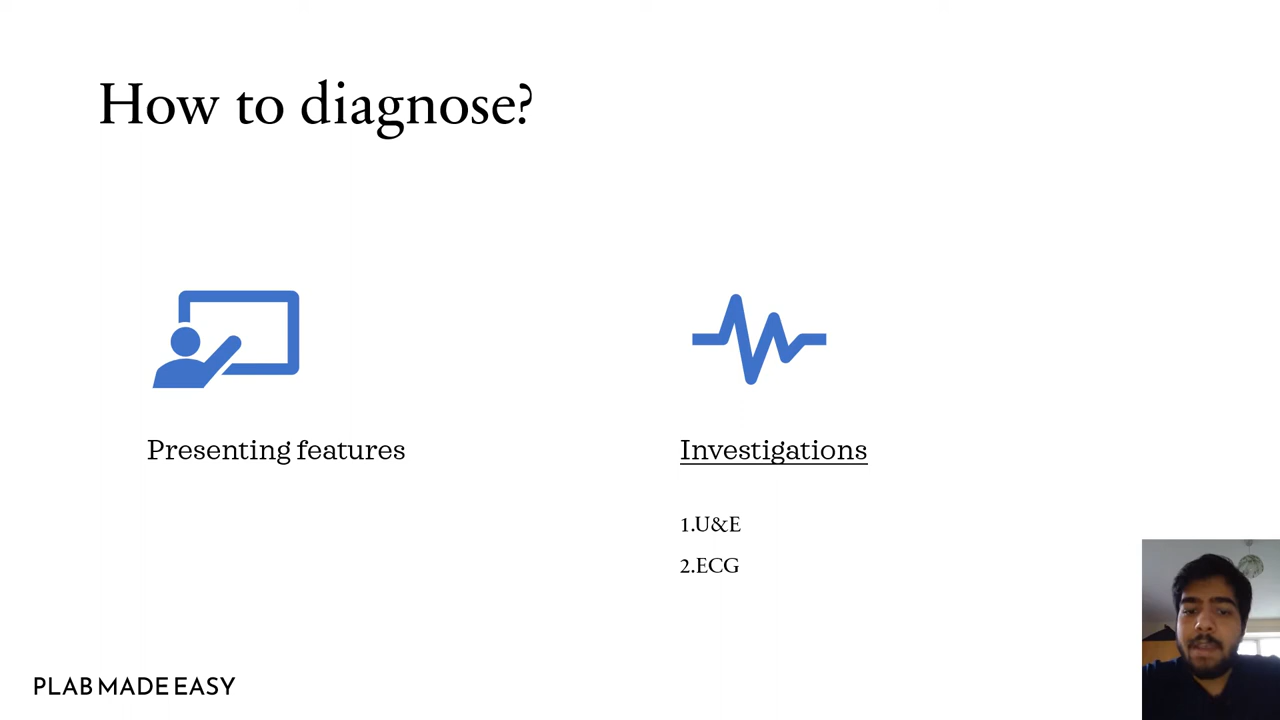 How to diagnose?
Presenting features
Investigations
1.U&E
2.ECG
PLAB MADE EASY